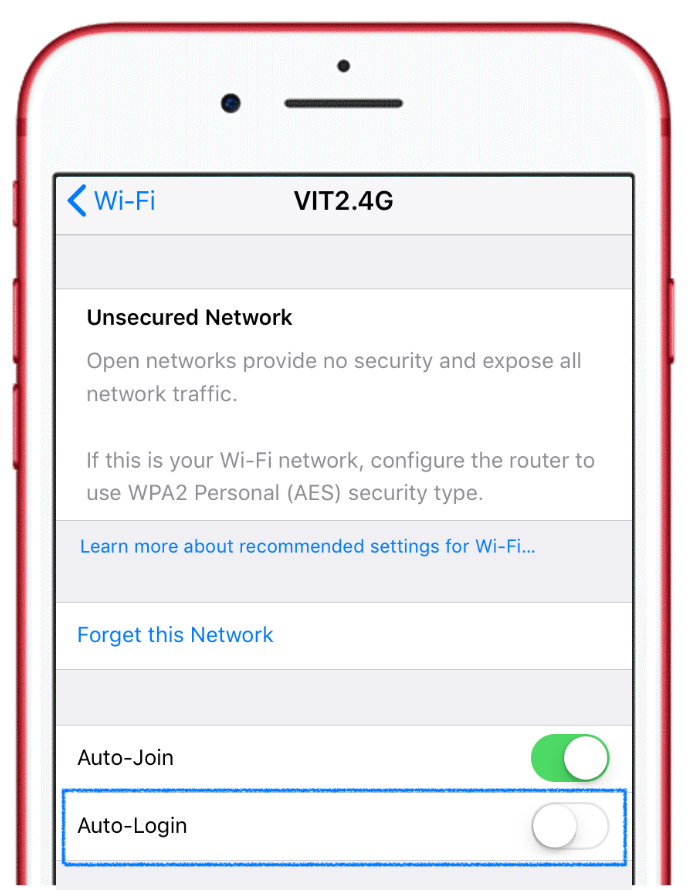 Wi-Fi
VIT2.4G
Unsecured Network
Open networks provide no security and expose all
network traffic.
If this is your Wi-Fi network, configure the router to
use WPA2 Personal (AES) security type.
Learn more about recommended settings for Wi-Fi...
Forget this Network
Auto-Join
Auto-Login